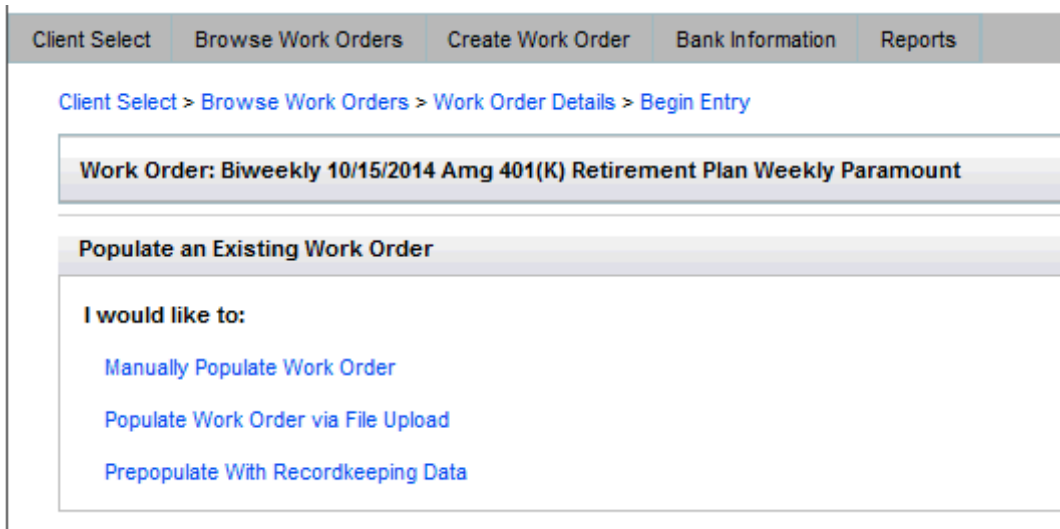 Client Select Browse Work Orders Create Work Order Bank Information Reports
Client Select > Browse Work Orders > Work Order Details > Begin Entry
Work Order: Biweekly 10/15/2014 Amg 401(K) Retirement Plan Weekly Paramount
Populate an Existing Work Order
I would like to:
Manually Populate Work Order
Populate Work Order via File Upload
Prepopulate With Recordkeeping Data